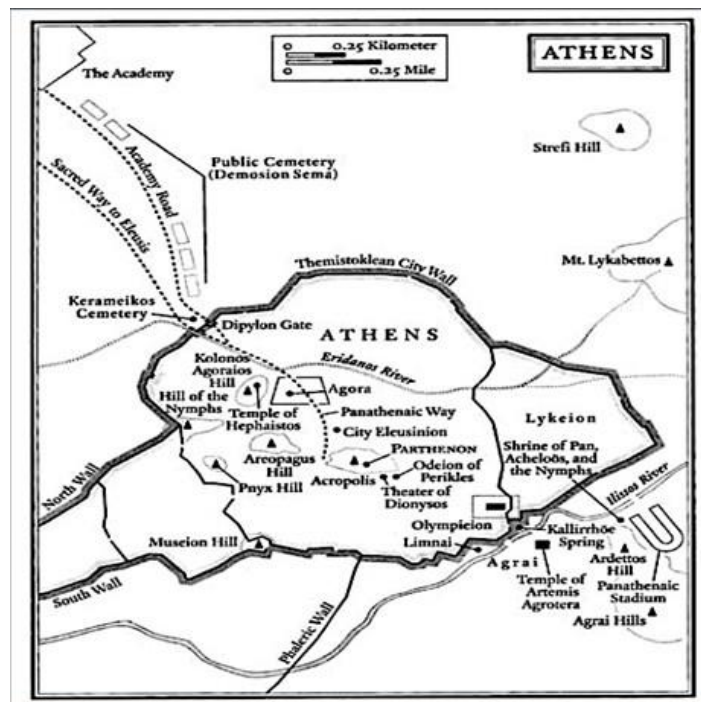 0.25 Kilometer
0.25 Mile
ATHENS
The Academy
Strefi Hill
Academy Road
Public Cemetery
(Demosion Sema)
Sacred Way to Eleusis
Themistoklean City Wall
Mt. Lykabettos
Kerameikos
Cemetery
Dipylon Gate
ATHENS
Kolonos
Agoraios
Hill
Eridanos River
Agora
Hill of the
Nymphs
Temple of
Hephaistos
Panathenaic Way
Lykeion
City Eleusinion
PARTHENON
Shrine of Pan,
Acheloös, and
the Nymphs
Areopagus
Hill
Odeion of
Perikles
Ilissos River
Acropolis
Pnyx Hill
Theater of
Dionysos
North Wall
Olympieion
Kallirrhöe
Spring
Museion Hill
Limnai
Agrai
Ardettos
Hill
Temple of
Artemis
Agrotera
Panathenaic
Stadium
South Wall
Phaleric Wall
Agrai Hills